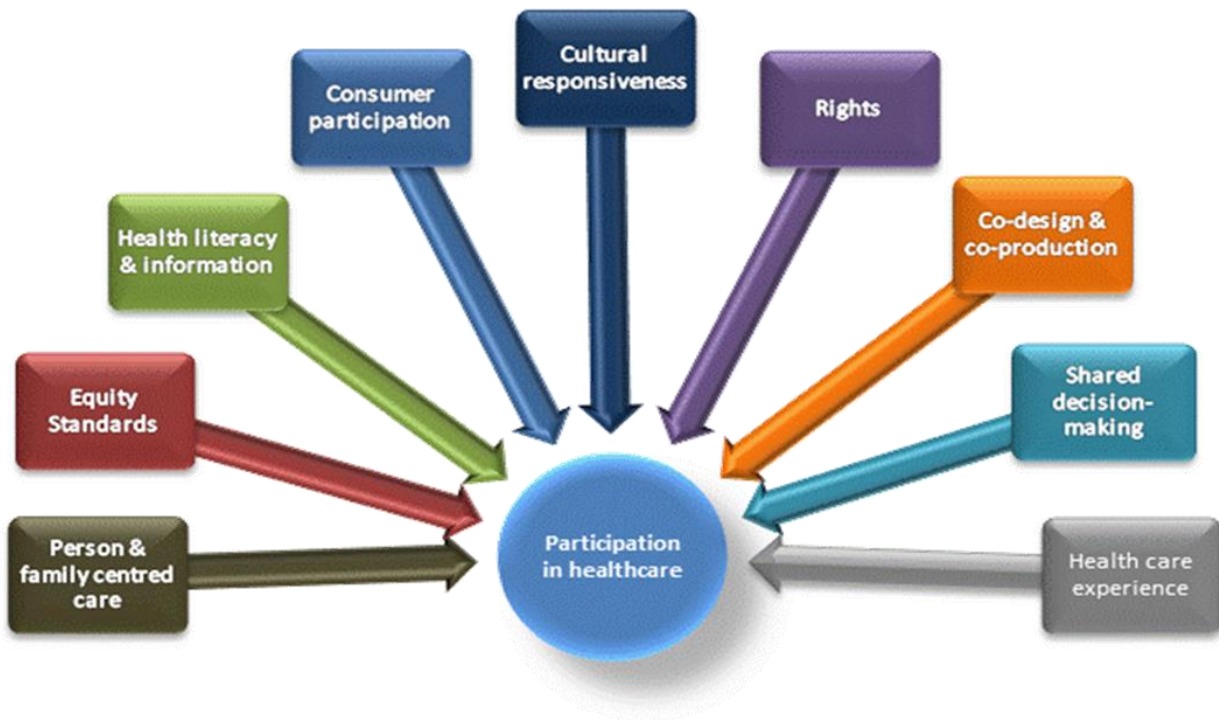 Cultural
responsiveness
Consumer
participation
Rights
Health literacy
& information
Co-design &
co-production
Equity
Standards
Shared
decision-
making
Person &
family centred
care
Participation
in healthcare
Health care
experience